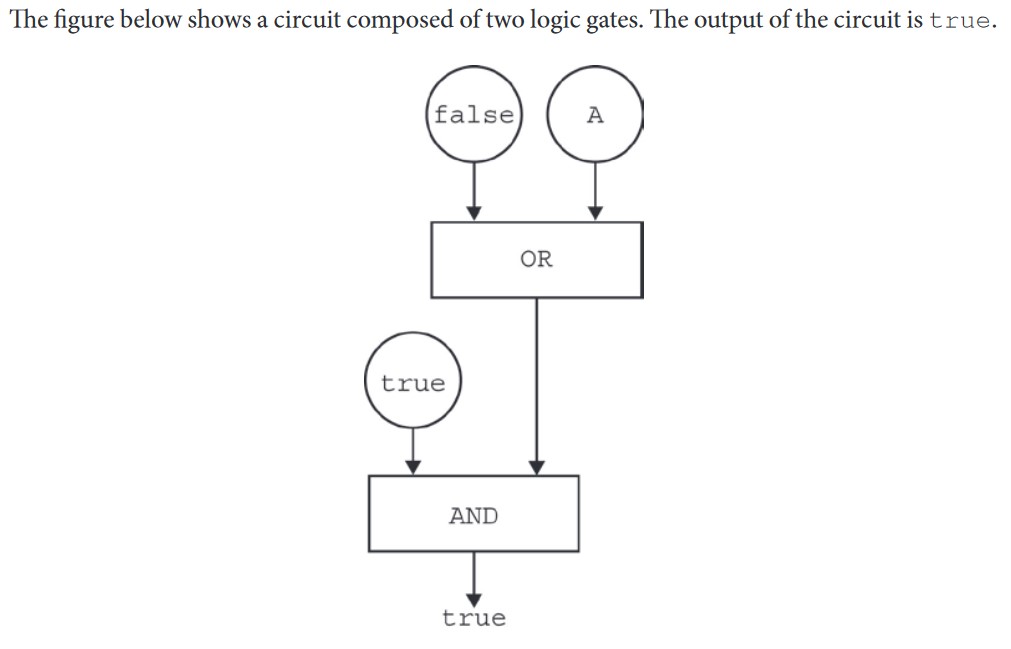 The figure below shows a circuit composed of two logic gates. The output of the circuit is true.
false A
OR
true
AND
true